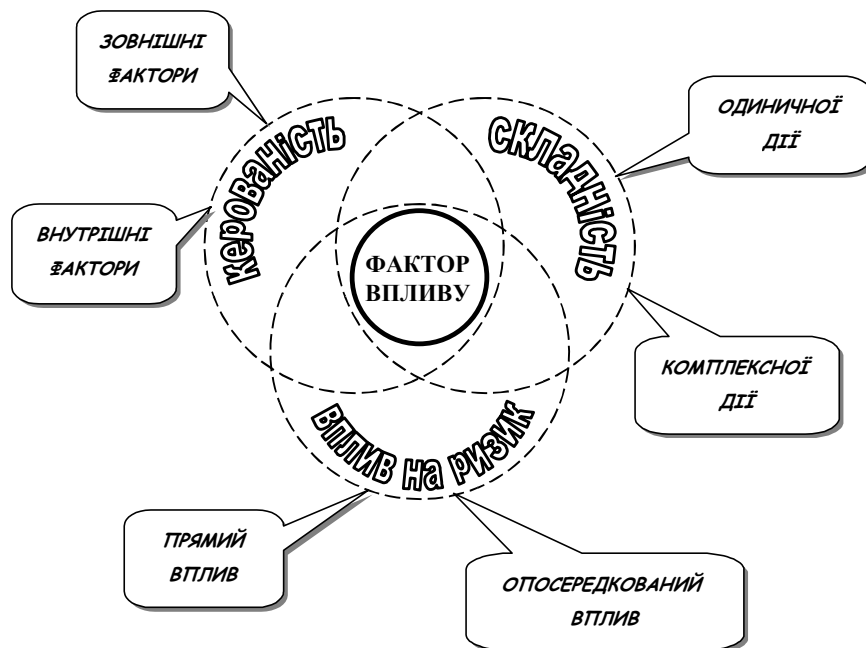 ЗОВНІШНІ
ФАКТОРИ
ОДИНИЧНОЇ
ДІЇ
керованість
складність
ВНУТРІШНІ
ФАКТОРИ
ФАКТОР
ВПЛИВУ
КОМПЛЕКСНОЇ
ДІЇ
вплив на ризик
ПРЯМИЙ
ВПЛИВ
ОПОСЕРЕДКОВАНИЙ
ВПЛИВ